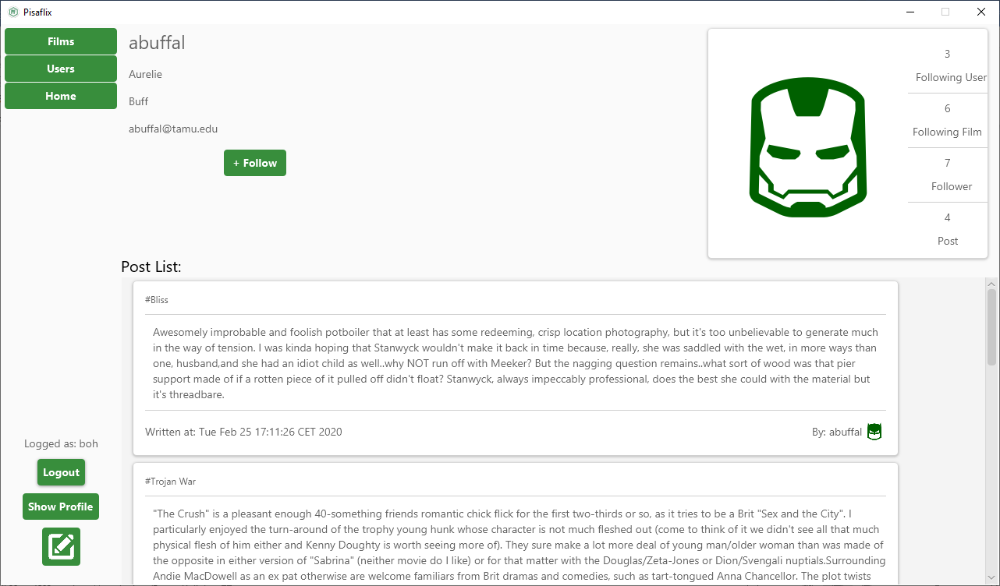 Pisaflix
Films
Users
Home
abuffal
Aurelie
Buff
abuffal@tamu.edu
+ Follow
3
Following User
6
Following Film
7
Follower
4
Post
Post List:
#Bliss
Awesomely improbable and foolish potboiler that at least has some redeeming, crisp location photography, but it's too unbelievable to generate much
in the way of tension. I was kinda hoping that Stanwyck wouldn't make it back in time because, really, she was saddled with the wet, in more ways than
one, husband,and she had an idiot child as well..why NOT run off with Meeker? But the nagging question remains..what sort of wood was that pier
support made of if a rotten piece of it pulled off didn't float? Stanwyck, always impeccably professional, does the best she could with the material but
it's threadbare.
Written at: Tue Feb 25 17:11:26 CET 2020
By: abuffal
#Trojan War
"The Crush" is a pleasant enough 40-something friends romantic chick flick for the first two-thirds or so, as it tries to be a Brit "Sex and the City". I
particularly enjoyed the turn-around of the trophy young hunk whose character is not much fleshed out (come to think of it we didn't see all that much
physical flesh of him either and Kenny Doughty is worth seeing more of). They sure make a lot more deal of young man/older woman than was made of
the opposite in either version of "Sabrina" (neither movie do I like) or for that matter with the Douglas/Zeta-Jones or Dion/Svengali nuptials.Surrounding
Andie MacDowell as an ex pat otherwise are welcome familiars from Brit dramas and comedies, such as tart-tongued Anna Chancellor. The plot twists
Logged as: boh
Logout
Show Profile